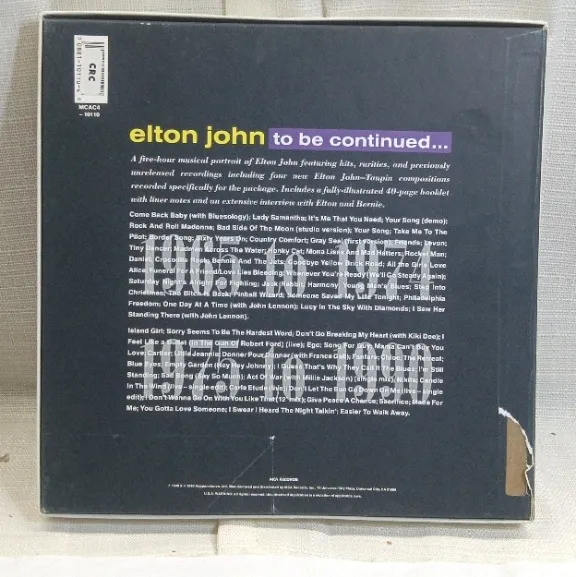 CRC
MCAC4
-10110
elton john to be continued...
A five-hour musical portrait of Elton John featuring hits, rarities, and previously
unreleased recordings including four new Elton John–Taupin compositions
recorded specifically for the package. Includes a fully-illustrated 40-page booklet
with liner notes and an extensive interview with Elton and Bernie.
1965 to 1974
Come Back Baby (with Bluesology); Lady Samantha; It's Me That You Need; Your Song (demo);
Rock And Roll Madonna; Bad Side Of The Moon (studio version); Your Song; Take Me To The
Pilot; Border Song; Sixty Years On; Country Comfort; Grey Seal; Friends; Levon;
Tiny Dancer; Madman Across The Water; Honky Cat; Mona Lisas And Mad Hatters; Rocket Man;
Daniel; Crocodile Rock; Bennie And The Jets; Goodbye Yellow Brick Road; All The Girls Love
Alice; Funeral For A Friend/Love Lies Bleeding; Whenever You're Ready (We'll Go Steady Again);
Saturday Night's Alright For Fighting; Jack Rabbit; Harmony; Young Man's Blues; Step Into
Christmas; The Bitch Is Back; Pinball Wizard; Someone Saved My Life Tonight; Philadelphia
Freedom; One Day At A Time (with John Lennon); Lucy In The Sky With Diamonds; I Saw Her
Standing There (with John Lennon).
1975 to 1990
Island Girl; Sorry Seems To Be The Hardest Word; Don't Go Breaking My Heart (with Kiki Dee); I
Feel Like A Bullet (In The Gun Of Robert Ford) (live); Ego; Song For Guy; Mama Can't Buy You
Love; Cartier; Little Jeannie; Donner Pour Donner (with France Gall); Fanfare; Chloe; The Retreat;
Blue Eyes; Empty Garden (Hey Hey Johnny); I Guess That's Why They Call It The Blues; I'm Still
Standing; Sad Songs (Say So Much); Act Of War (with Millie Jackson) (single mix); Nikita; Candle
In The Wind (live – single edit); Carla Etude (live); Don't Let The Sun Go Down On Me (live – single
edit); I Don't Wanna Go On With You Like That (12" mix); Give Peace A Chance; Sacrifice; Made For
Me; You Gotta Love Someone; I Swear I Heard The Night Talkin'; Easier To Walk Away.
MCA RECORDS